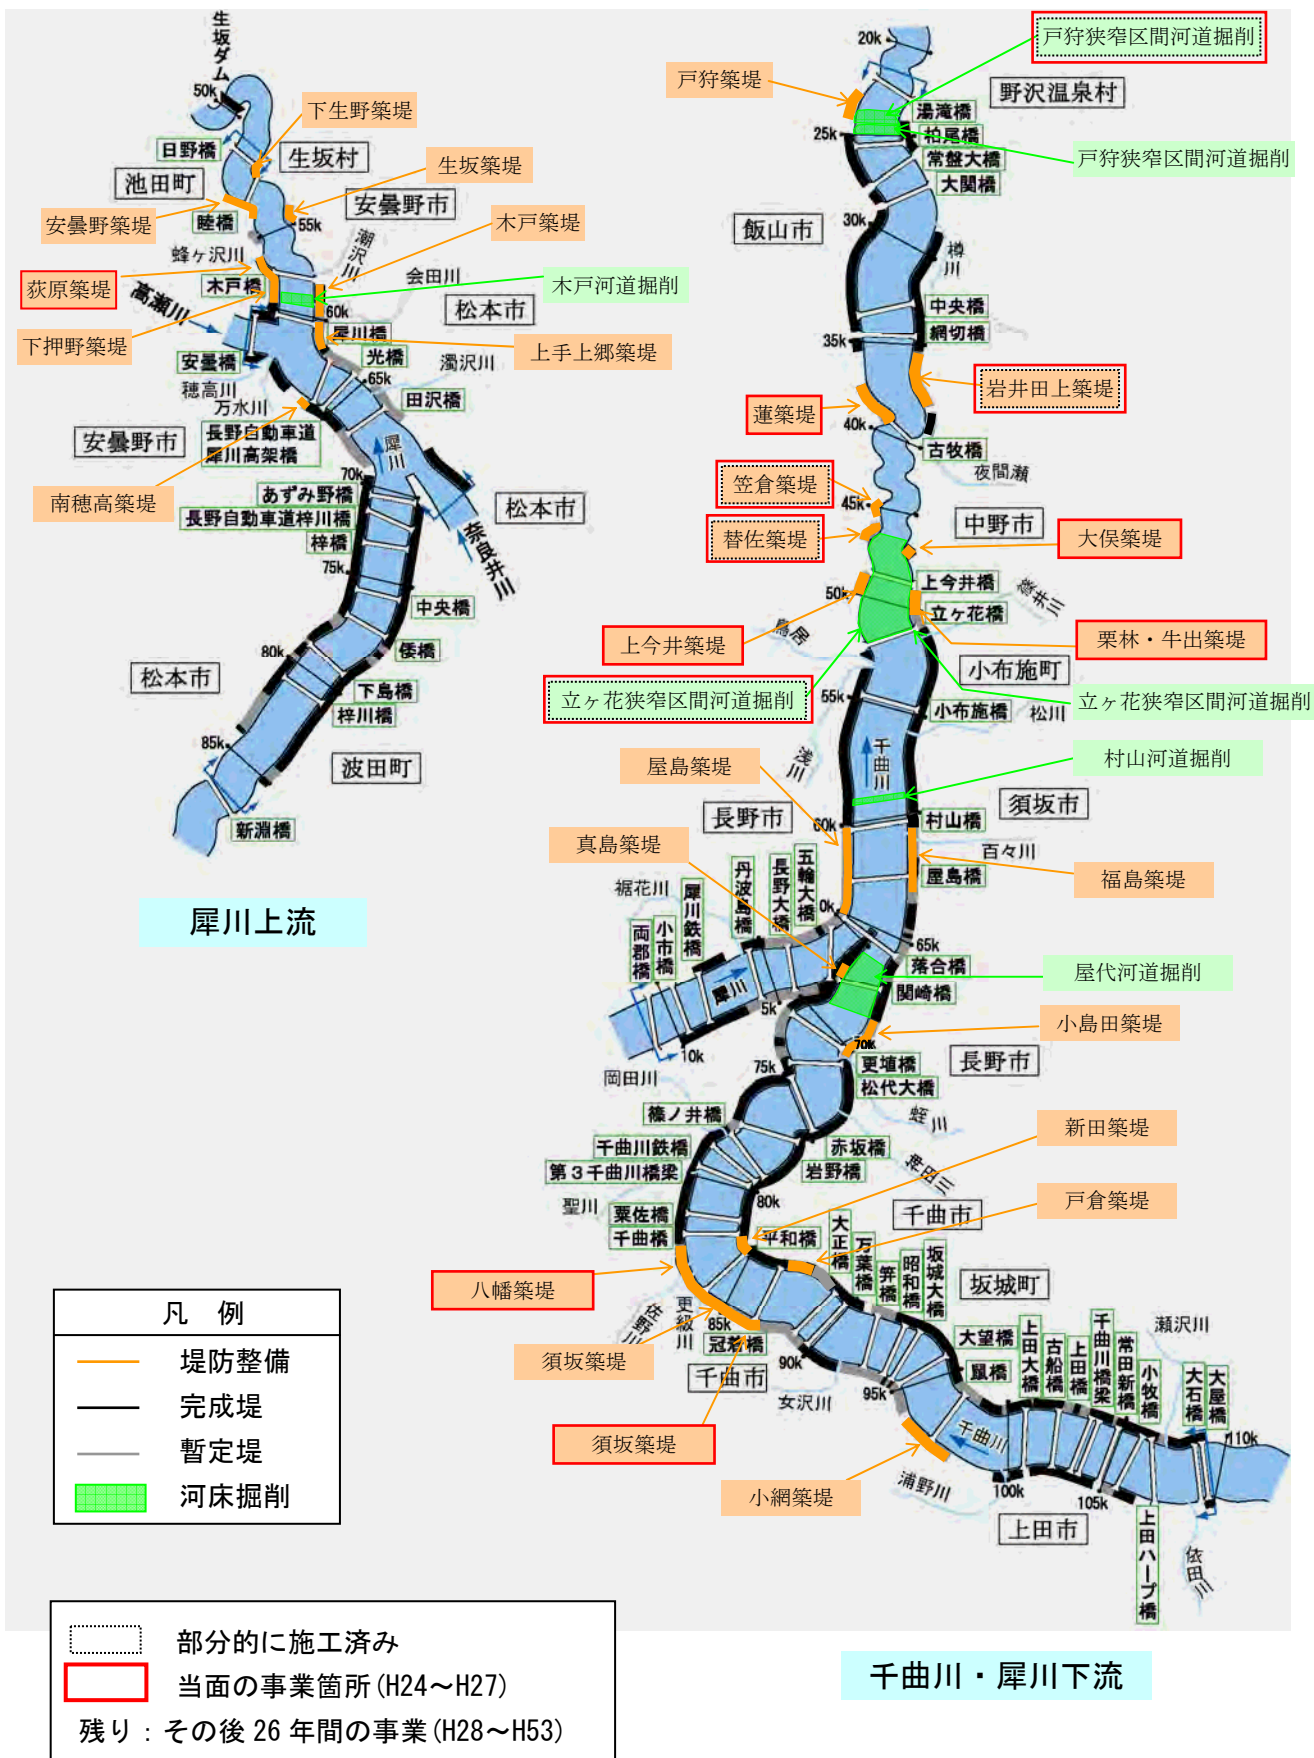 生坂ダム
50k
下生野築堤
日野橋
生坂村
池田町
生坂築堤
安曇野市
安曇野築堤
睦橋
55k
木戸築堤
潮沢川
蜂ヶ沢川
会田川
荻原築堤
木戸橋
木戸河道掘削
高瀬川
60k
松本市
下押野築堤
犀川橋
上手上郷築堤
安曇橋
光橋
濁沢川
穂高川
65k
万水川
田沢橋
安曇野市
長野自動車道
犀川高架橋
犀川
南穂高築堤
70k
あずみ野橋
松本市
長野自動車道梓川橋
梓橋
奈良井川
75k
中央橋
80k
倭橋
松本市
下島橋
梓川橋
85k
波田町
新淵橋
犀川上流
20k
戸狩狭窄区間河道掘削
戸狩築堤
野沢温泉村
湯滝橋
25k
柏尾橋
戸狩狭窄区間河道掘削
常盤大橋
大関橋
飯山市
30k
樽川
中央橋
綱切橋
35k
岩井田上築堤
蓮築堤
40k
古牧橋
夜間瀬
笠倉築堤
45k
中野市
替佐築堤
大俣築堤
上今井橋
50k
篠井川
立ヶ花橋
鳥居
上今井築堤
栗林・牛出築堤
小布施町
立ヶ花狭窄区間河道掘削
55k
立ヶ花狭窄区間河道掘削
小布施橋
松川
浅川
千曲川
屋島築堤
村山河道掘削
長野市
須坂市
60k
村山橋
真島築堤
百々川
屋島橋
福島築堤
裾花川
丹波島橋
長野大橋
五輪大橋
犀川鉄橋
小市橋
両郡橋
0k
65k
落合橋
関崎橋
屋代河道掘削
犀川
5k
小島田築堤
10k
70k
長野市
岡田川
75k
更埴橋
松代大橋
篠ノ井橋
蛭川
新田築堤
千曲川鉄橋
赤坂橋
第3千曲川橋梁
岩野橋
神田川
聖川
80k
戸倉築堤
粟佐橋
千曲市
千曲橋
平和橋
大正橋
万葉橋
笄橋
昭和橋
坂城大橋
八幡築堤
坂城町
佐野川
更級川
85k
冠着橋
瀬沢川
須坂築堤
90k
大望橋
鼠橋
上田大橋
古船橋
上田橋
千曲川橋梁
常田新橋
小牧橋
大石橋
大屋橋
千曲市
女沢川
95k
須坂築堤
千曲川
110k
小網築堤
浦野川
100k
105k
上田市
上田ハープ橋
依田川
凡 例
堤防整備
完成堤
暫定堤
河床掘削
部分的に施工済み
当面の事業箇所(H24～H27)
残り：その後26年間の事業(H28～H53)
千曲川・犀川下流